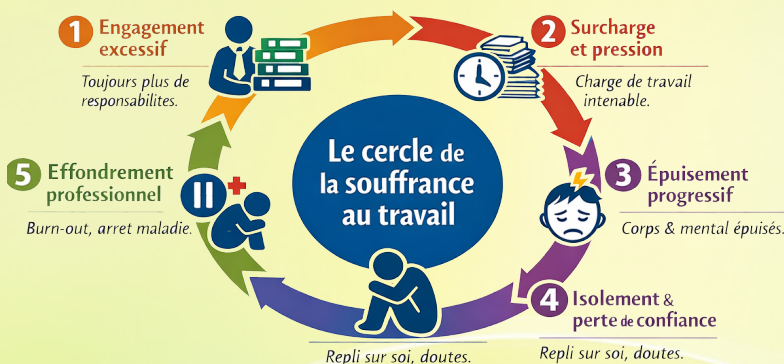 Le cercle de
la souffrance
au travail
1 Engagement
excessif
Toujours plus de
responsabilites.
2 Surcharge
et pression
Charge de travail
intenable.
3 Épuisement
progressif
Corps & mental épuisés.
4 Isolement &
perte de confiance
Repli sur soi, doutes.
Repli sur soi, doutes.
5 Effondrement
professionnel
Burn-out, arret maladie.